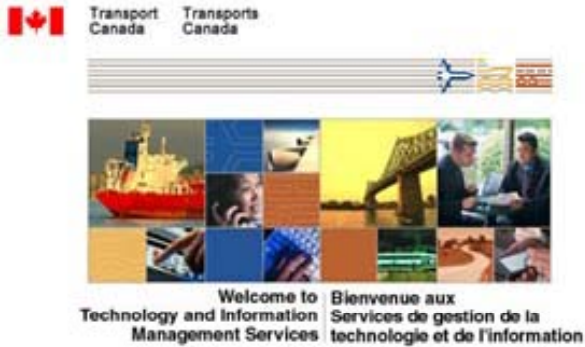 Transport Canada
Transports Canada
Welcome to
Technology and Information
Management Services
Bienvenue aux
Services de gestion de la
technologie et de l'information